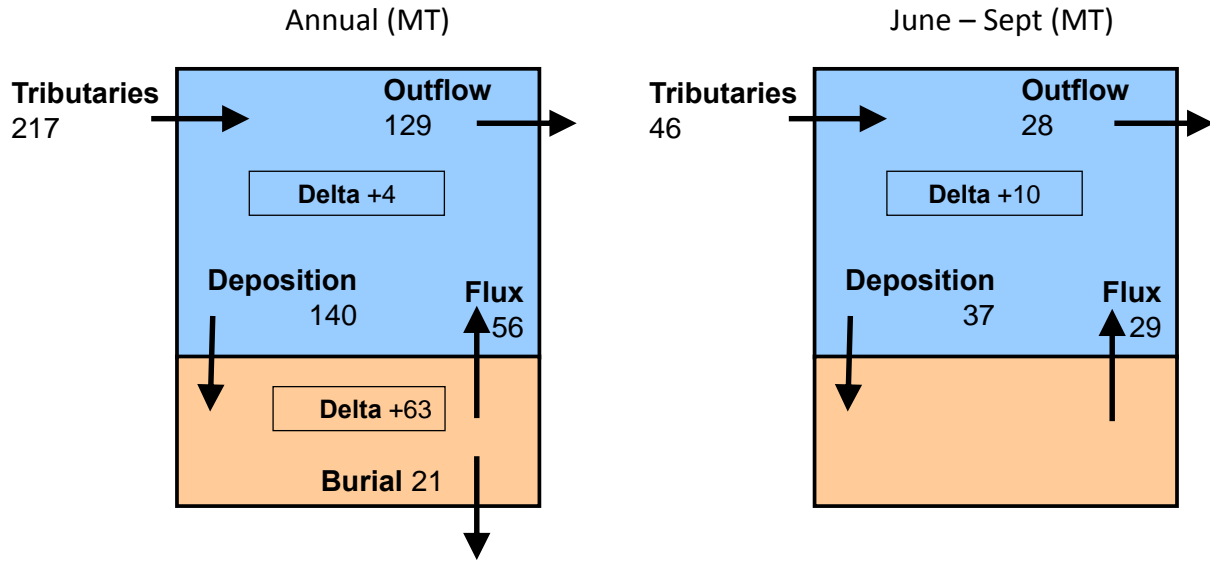 Annual (MT)
Tributaries
217
Outflow
129
Delta +4
Deposition
140
Flux
56
Delta +63
Burial 21
June – Sept (MT)
Tributaries
46
Outflow
28
Delta +10
Deposition
37
Flux
29